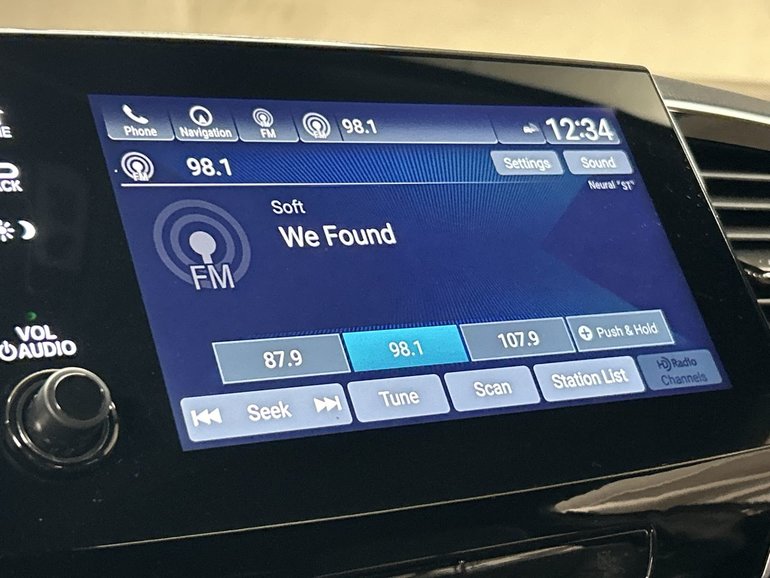 Phone
Navigation
FM
98.1
12:34
FM
98.1
Settings
Sound
Neural "ST"
Soft
We Found
FM
87.9
98.1
107.9
Push & Hold
Seek
Tune
Scan
Station List
HD Radio
Channels
VOL
AUDIO